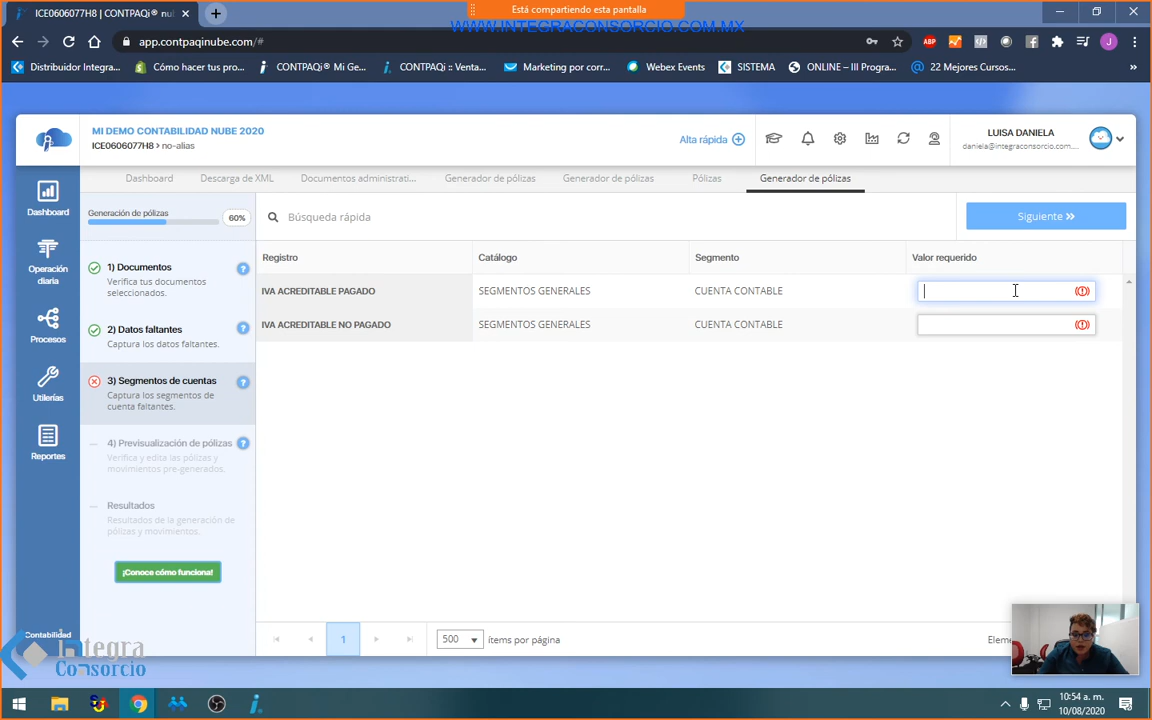 Está compartiendo esta pantalla
ICE0606077H8 | CONTPAQi® nu
WWW.INTEGRACONSORCIO.COM.MX
app.contpaqinube.com/#
ABP
J
Distribuidor Integra...
Cómo hacer tus pro...
CONTPAQi® Mi Ge...
CONTPAQi :: Venta...
Marketing por corr...
Webex Events
SISTEMA
ONLINE – III Progra...
22 Mejores Cursos...
MI DEMO CONTABILIDAD NUBE 2020
ICE0606077H8 > no-alias
Alta rápida
LUISA DANIELA
daniela@integraconsorcio.com....
Dashboard
Descarga de XML
Documentos administrati...
Generador de pólizas
Generador de pólizas
Pólizas
Generador de pólizas
Dashboard
Operación
diaria
Procesos
Utilerías
Reportes
Contabilidad
Generación de pólizas
60%
1) Documentos
Verifica tus documentos
seleccionados.
2) Datos faltantes
Captura los datos faltantes.
3) Segmentos de cuentas
Captura los segmentos de
cuenta faltantes.
4) Previsualización de pólizas
Verifica y edita las pólizas y
movimientos pre-generados.
Resultados
Resultados de la generación de
pólizas y movimientos.
¡Conoce cómo funciona!
Búsqueda rápida
Siguiente
Registro
Catálogo
Segmento
Valor requerido
IVA ACREDITABLE PAGADO
SEGMENTOS GENERALES
CUENTA CONTABLE
IVA ACREDITABLE NO PAGADO
SEGMENTOS GENERALES
CUENTA CONTABLE
1
500
ítems por página
Eleme
Integra
Consorcio
10:54 a. m.
10/08/2020